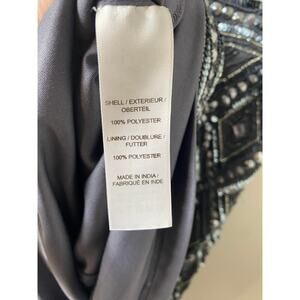 SHELL / EXTERIEUR /
OBERTEIL
100% POLYESTER
LINING / DOUBLURE /
FUTTER
100% POLYESTER
MADE IN INDIA /
FABRIQUÉ EN INDE